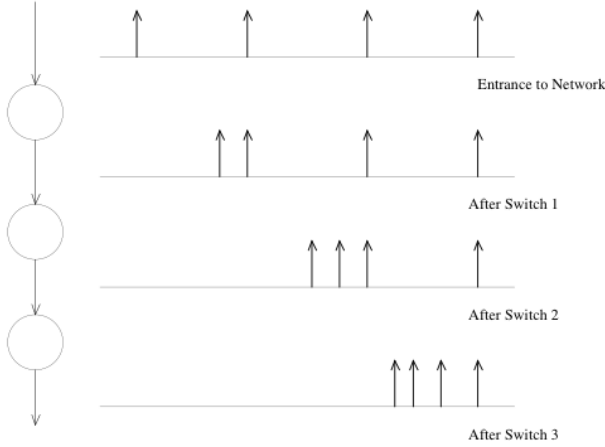 Entrance to Network
After Switch 1
After Switch 2
After Switch 3